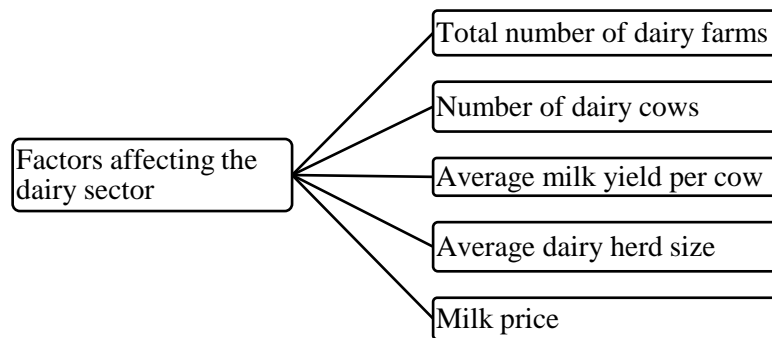 Total number of dairy farms
Number of dairy cows
Factors affecting the
dairy sector
Average milk yield per cow
Average dairy herd size
Milk price